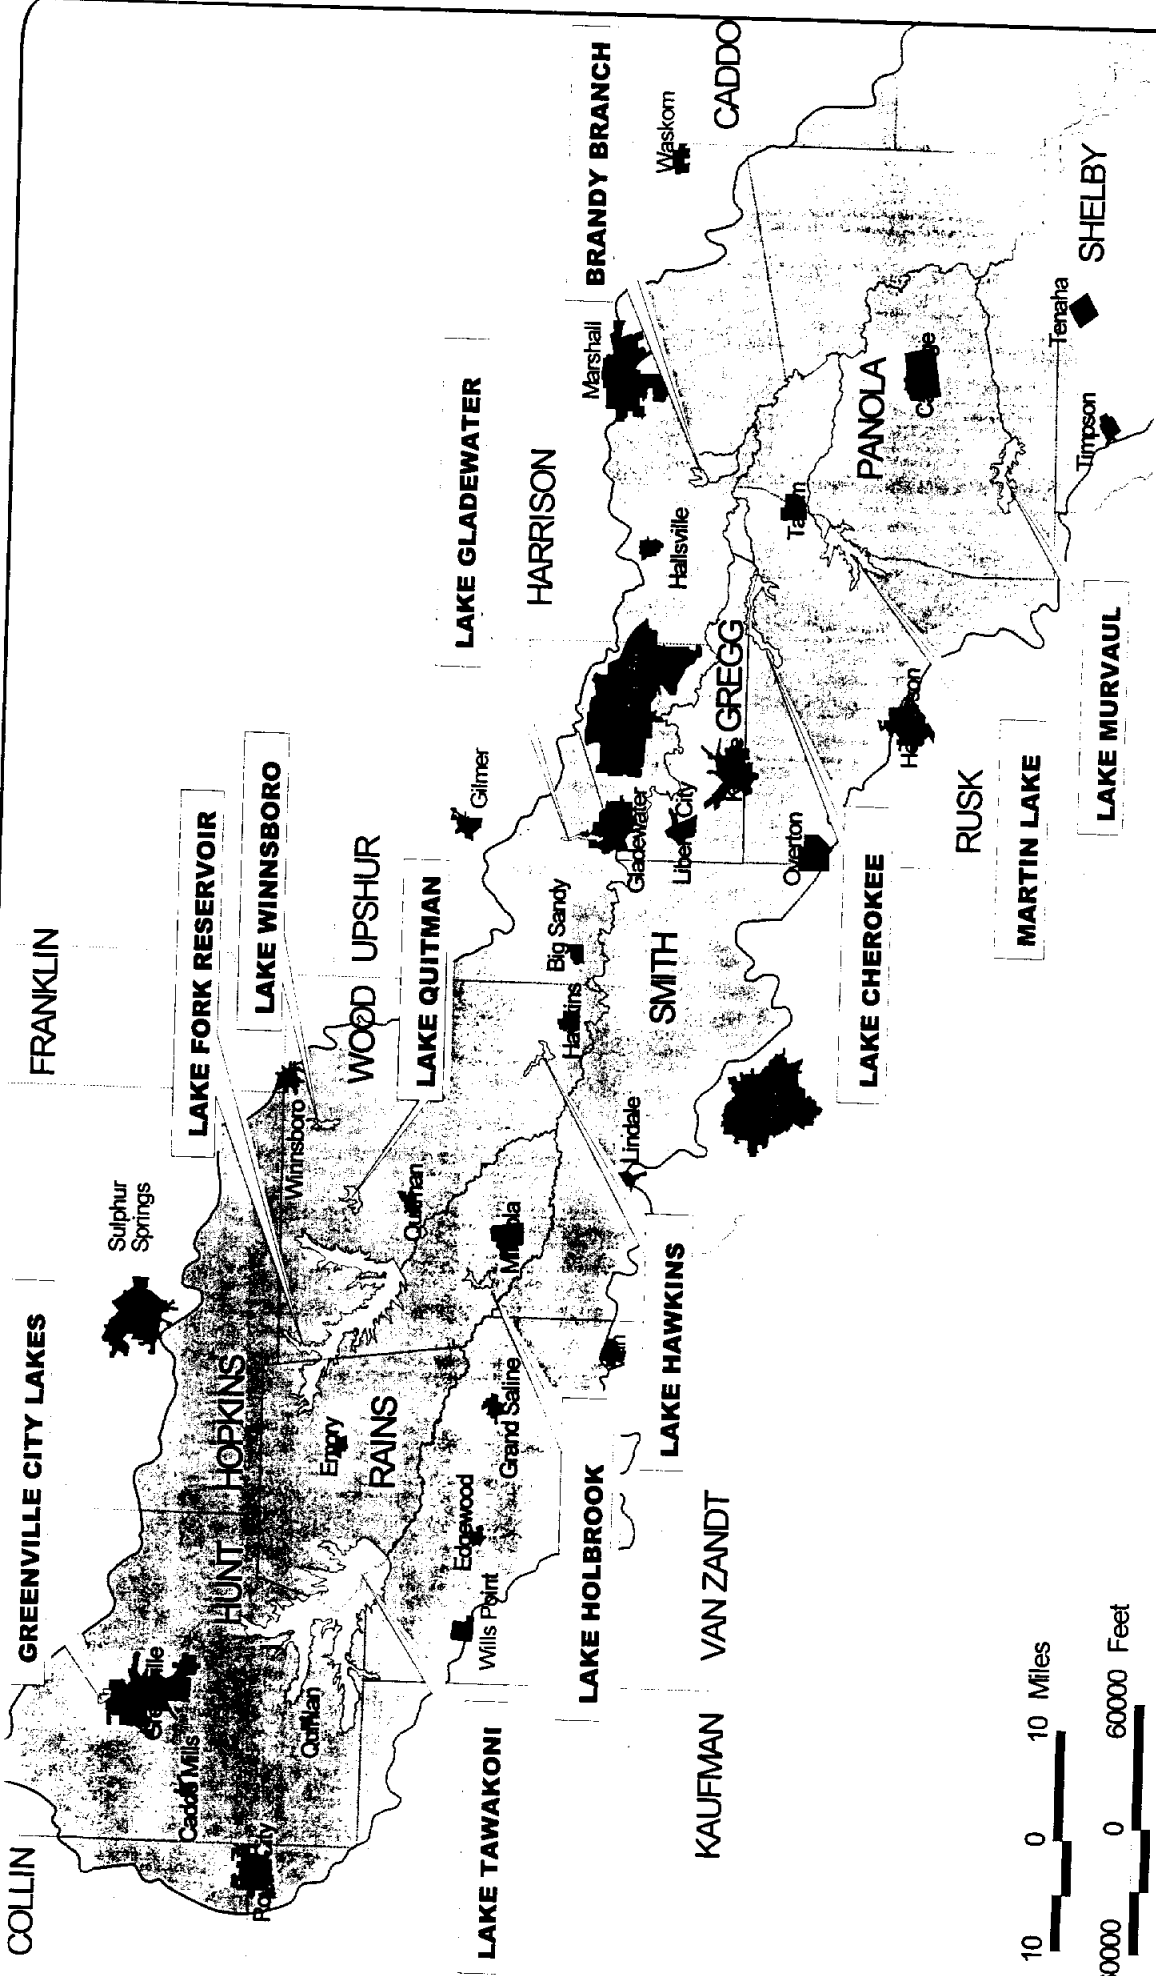 COLLIN
FRANKLIN
GREENVILLE CITY LAKES
Sulphur
Springs
LAKE FORK RESERVOIR
LAKE WINNSBORO
Caddo Mills
HUNT
HOPKINS
Winnsboro
WOOD
UPSHUR
Quinlan
Emory
RAINS
Quitman
LAKE QUITMAN
Gilmer
LAKE GLADEWATER
HARRISON
BRANDY BRANCH
Marshall
Waskom
CADDO
LAKE TAWAKONI
Wills Point
Edgewood
Grand Saline
Big Sandy
Hawkins
Gladewater
Hallsville
LAKE HOLBROOK
LAKE HAWKINS
Lindale
SMITH
Liberty City
GREGG
KAUFMAN
VAN ZANDT
Overton
PANOLA
LAKE CHEROKEE
RUSK
MARTIN LAKE
LAKE MURVAUL
Timpson
Tenaha
SHELBY
10 0 10 Miles
0 60000 Feet